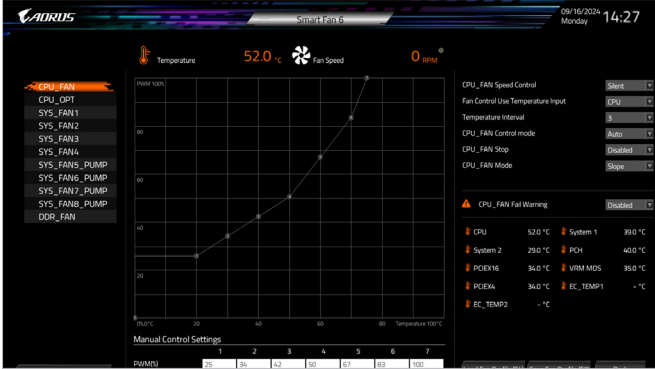 AORUS
Smart Fan 6
09/16/2024
Monday
14:27
Temperature 52.0 °C Fan Speed 0 RPM
CPU_FAN
CPU_OPT
SYS_FAN1
SYS_FAN2
SYS_FAN3
SYS_FAN4
SYS_FAN5_PUMP
SYS_FAN6_PUMP
SYS_FAN7_PUMP
SYS_FAN8_PUMP
DDR_FAN
PWM 100%
80
60
40
20
0%,0°C 20 40 60 80 Temperature 100°C
Manual Control Settings
1 2 3 4 5 6 7
PWM(%) 25 34 42 50 67 83 100
CPU_FAN Speed Control Silent
Fan Control Use Temperature Input CPU
Temperature Interval 3
CPU_FAN Control mode Auto
CPU_FAN Stop Disabled
CPU_FAN Mode Slope
CPU_FAN Fail Warning Disabled
CPU 52.0 °C System 1 39.0 °C
System 2 29.0 °C PCH 40.0 °C
PCIEX16 34.0 °C VRM MOS 35.0 °C
PCIEX4 34.0 °C EC_TEMP1 - °C
EC_TEMP2 - °C